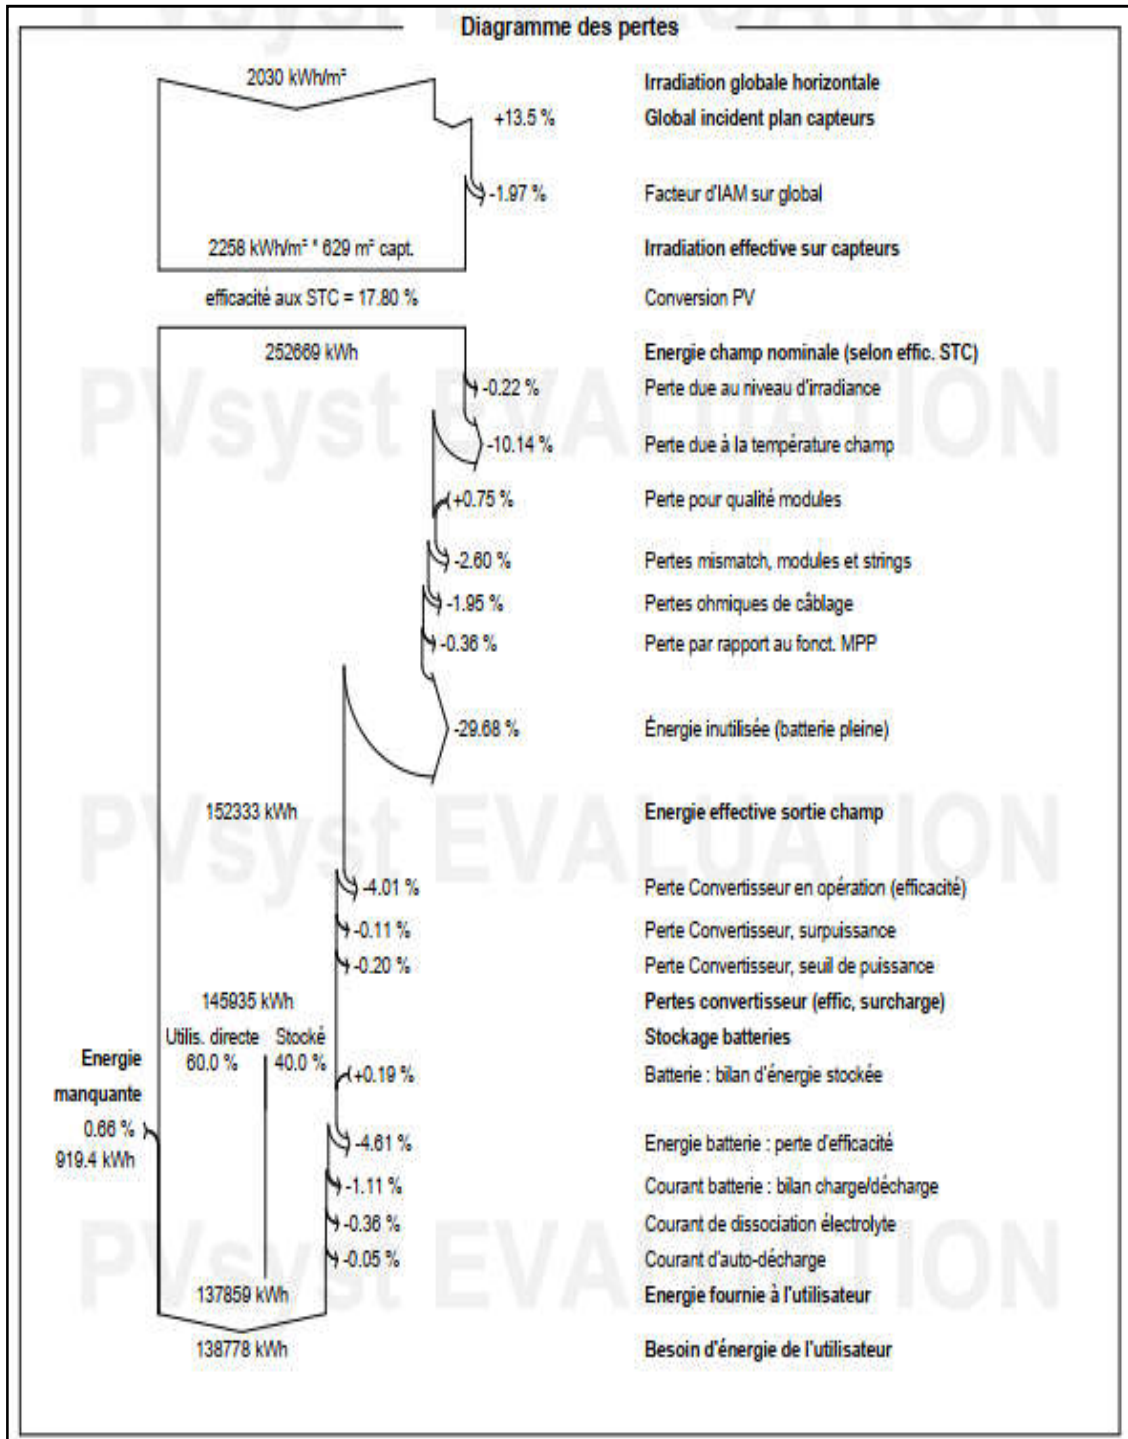 Diagramme des pertes
2030 kWh/m² Irradiation globale horizontale
+13.5 % Global incident plan capteurs
-1.97 % Facteur d'IAM sur global
2258 kWh/m² * 629 m² capt. Irradiation effective sur capteurs
efficacité aux STC = 17.80 % Conversion PV
252669 kWh Energie champ nominale (selon effic. STC)
-0.22 % Perte due au niveau d'irradiance
-10.14 % Perte due à la température champ
+0.75 % Perte pour qualité modules
-2.60 % Pertes mismatch, modules et strings
-1.95 % Pertes ohmiques de câblage
-0.36 % Perte par rapport au fonct. MPP
-29.68 % Énergie inutilisée (batterie pleine)
152333 kWh Energie effective sortie champ
-4.01 % Perte Convertisseur en opération (efficacité)
-0.11 % Perte Convertisseur, surpuissance
-0.20 % Perte Convertisseur, seuil de puissance
145935 kWh Pertes convertisseur (effic, surcharge)
Utilis. directe Stocké Stockage batteries
60.0 % 40.0 %
Energie
manquante
+0.19 % Batterie : bilan d'énergie stockée
0.66 %
919.4 kWh
-4.61 % Energie batterie : perte d'efficacité
-1.11 % Courant batterie : bilan charge/décharge
-0.36 % Courant de dissociation électrolyte
-0.05 % Courant d'auto-décharge
137859 kWh Energie fournie à l'utilisateur
138778 kWh Besoin d'énergie de l'utilisateur
PVsyst EVALUATION
PVsyst EVALUATION
PVsyst EVALUATION
PVsyst EVALUATION